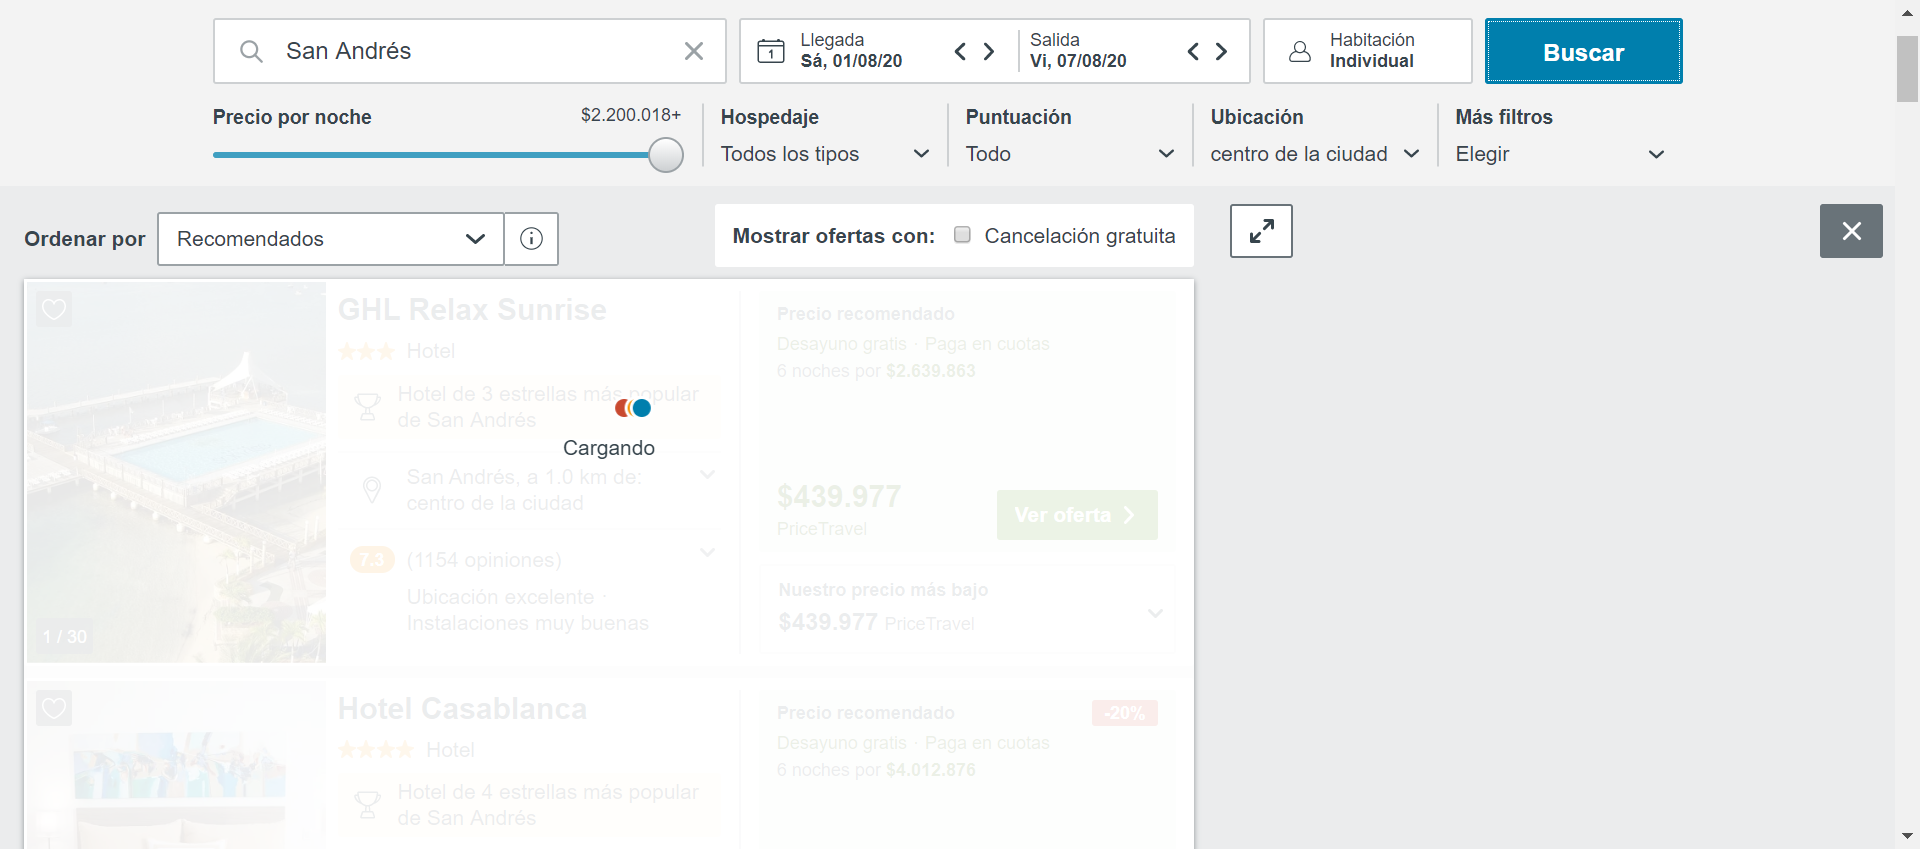 San Andrés
Llegada
Sá, 01/08/20
Salida
Vi, 07/08/20
Habitación
Individual
Buscar
Precio por noche
$2.200.018+
Hospedaje
Todos los tipos
Puntuación
Todo
Ubicación
centro de la ciudad
Más filtros
Elegir
Ordenar por
Recomendados
Mostrar ofertas con:
Cancelación gratuita
GHL Relax Sunrise
Hotel
Hotel de 3 estrellas más popular
de San Andrés
Cargando
San Andrés, a 1.0 km de:
centro de la ciudad
7.3 (1154 opiniones)
Ubicación excelente ·
Instalaciones muy buenas
1 / 30
Precio recomendado
Desayuno gratis · Paga en cuotas
6 noches por $2.639.863
$439.977
PriceTravel
Ver oferta
Nuestro precio más bajo
$439.977 PriceTravel
Hotel Casablanca
Hotel
Hotel de 4 estrellas más popular
de San Andrés
Precio recomendado
-20%
Desayuno gratis · Paga en cuotas
6 noches por $4.012.876